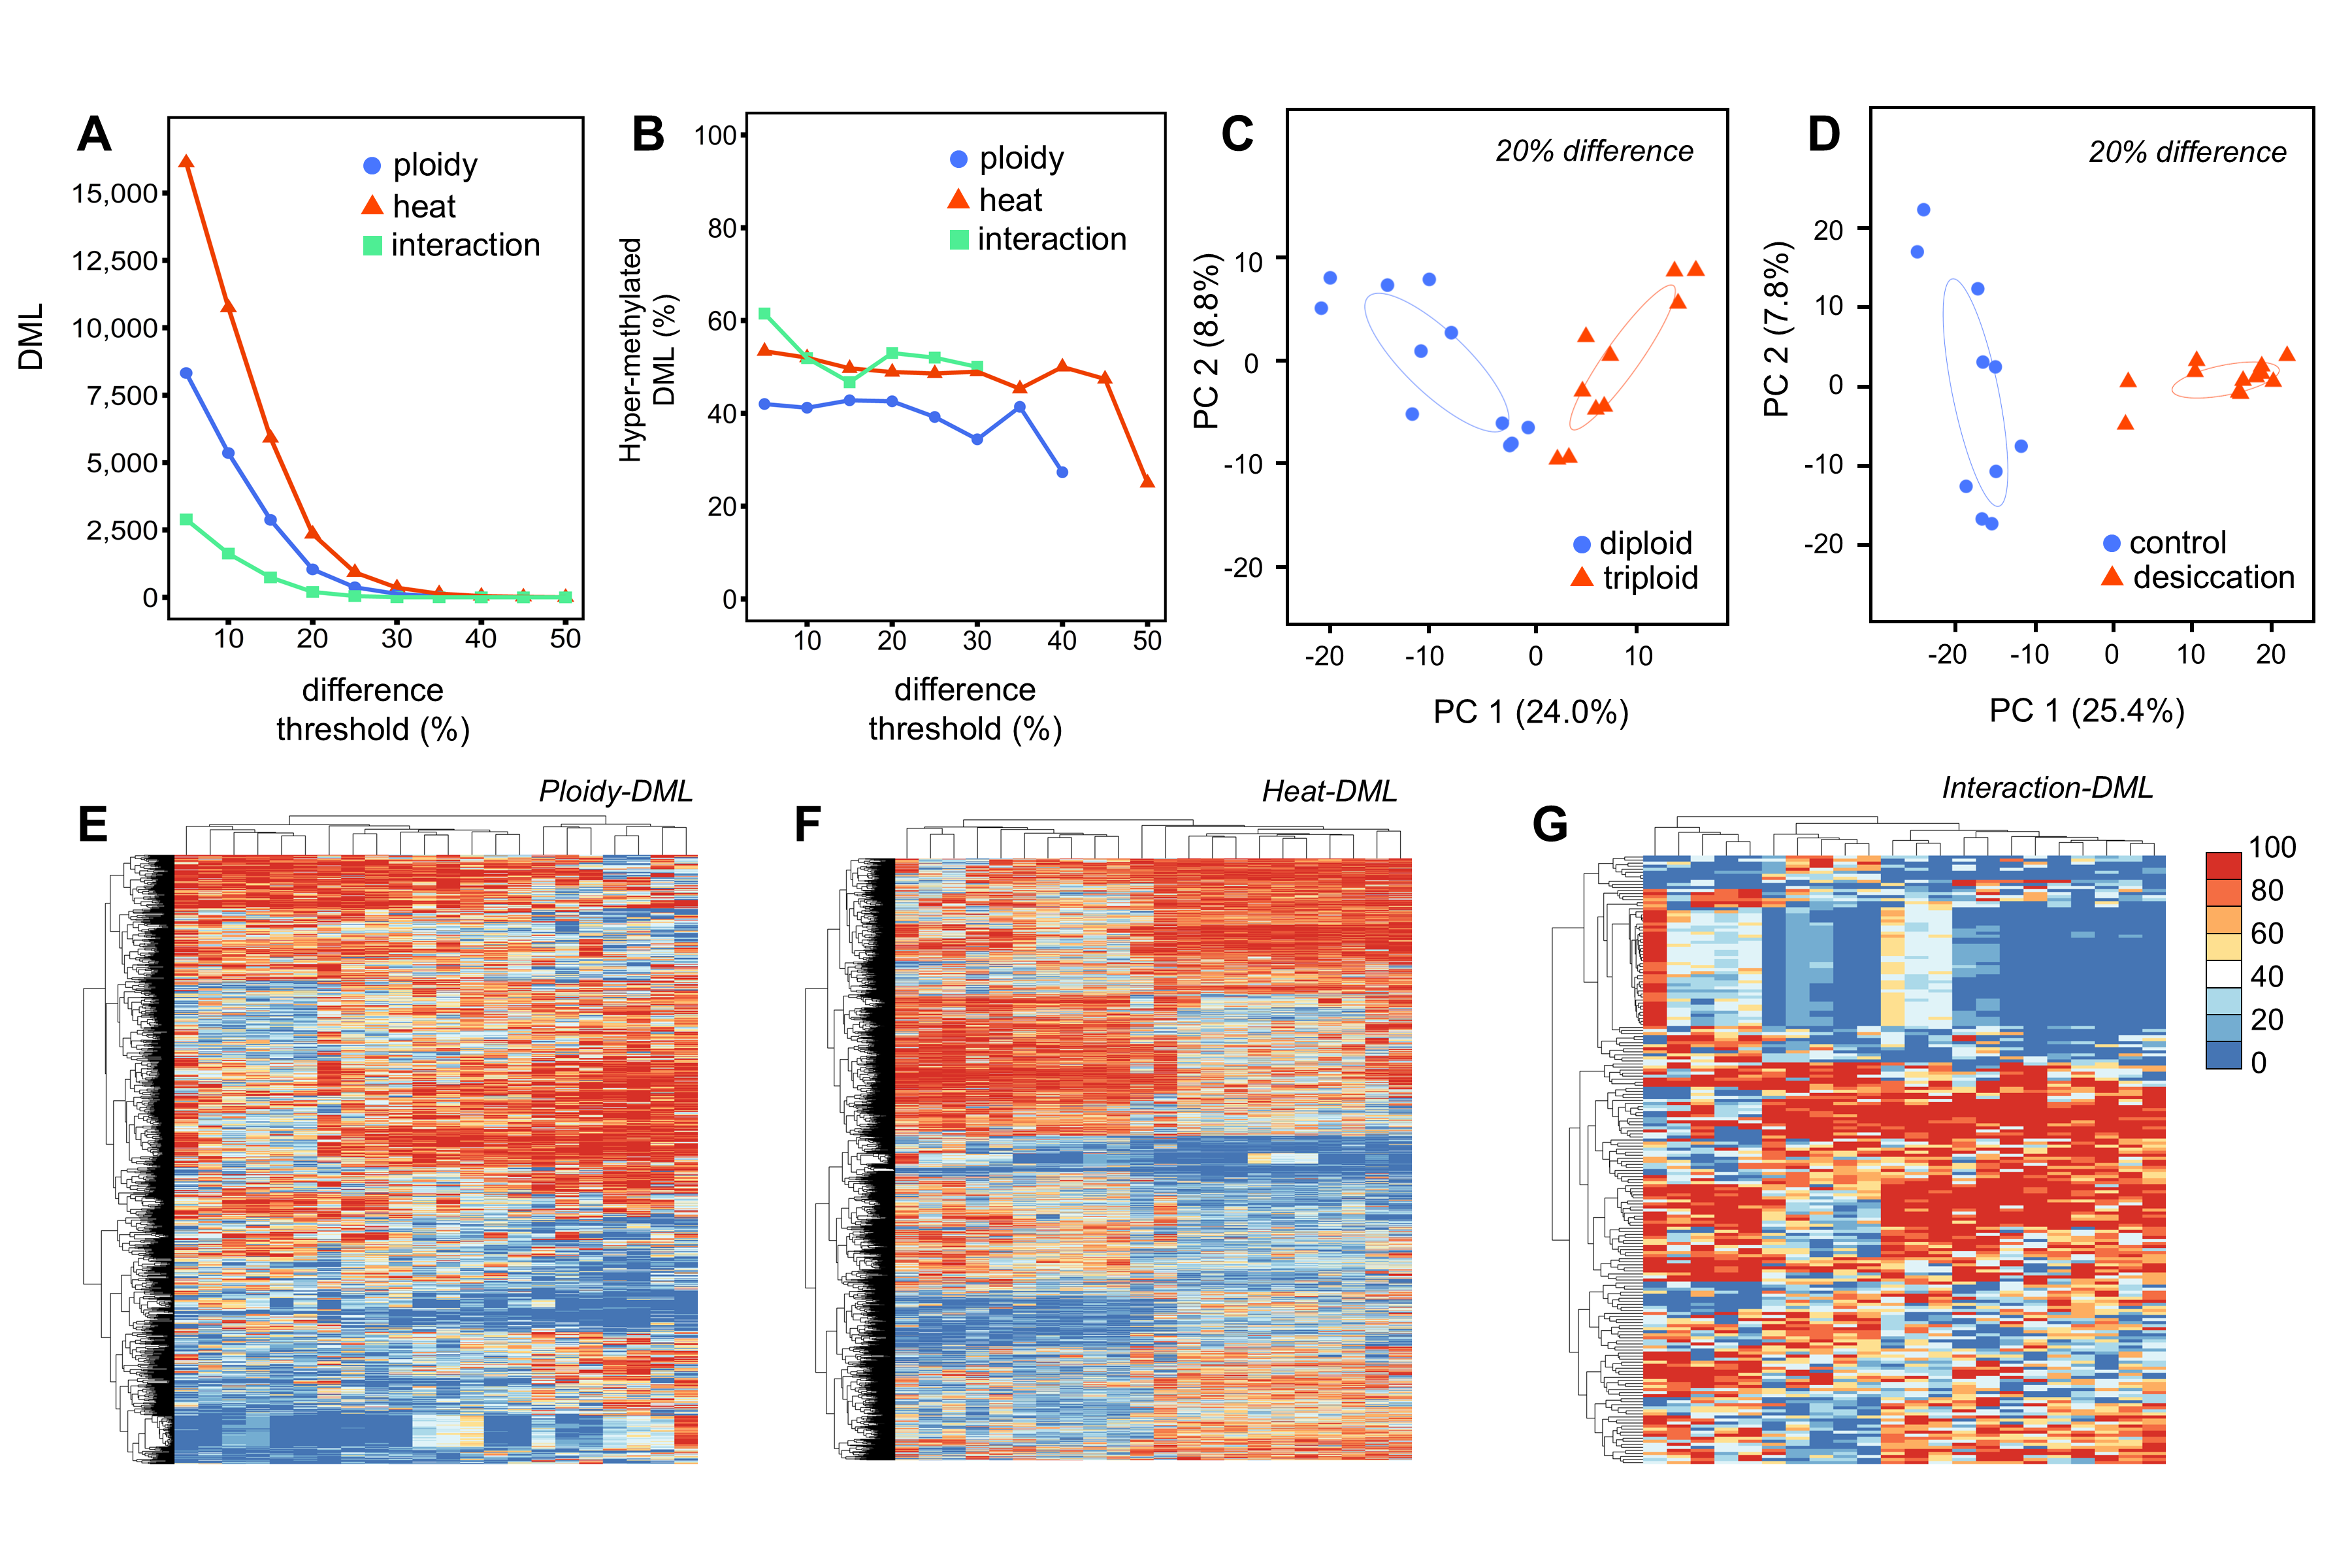 A
DML
15,000
12,500
10,000
7,500
5,000
2,500
0
ploidy
heat
interaction
10 20 30 40 50
difference
threshold (%)
B
Hyper-methylated
DML (%)
100
80
60
40
20
0
ploidy
heat
interaction
10 20 30 40 50
difference
threshold (%)
C
20% difference
PC 2 (8.8%)
10
0
-10
-20
diploid
triploid
-20 -10 0 10
PC 1 (24.0%)
D
20% difference
PC 2 (7.8%)
20
10
0
-10
-20
control
desiccation
-20 -10 0 10 20
PC 1 (25.4%)
E
Ploidy-DML
F
Heat-DML
G
Interaction-DML
100
80
60
40
20
0